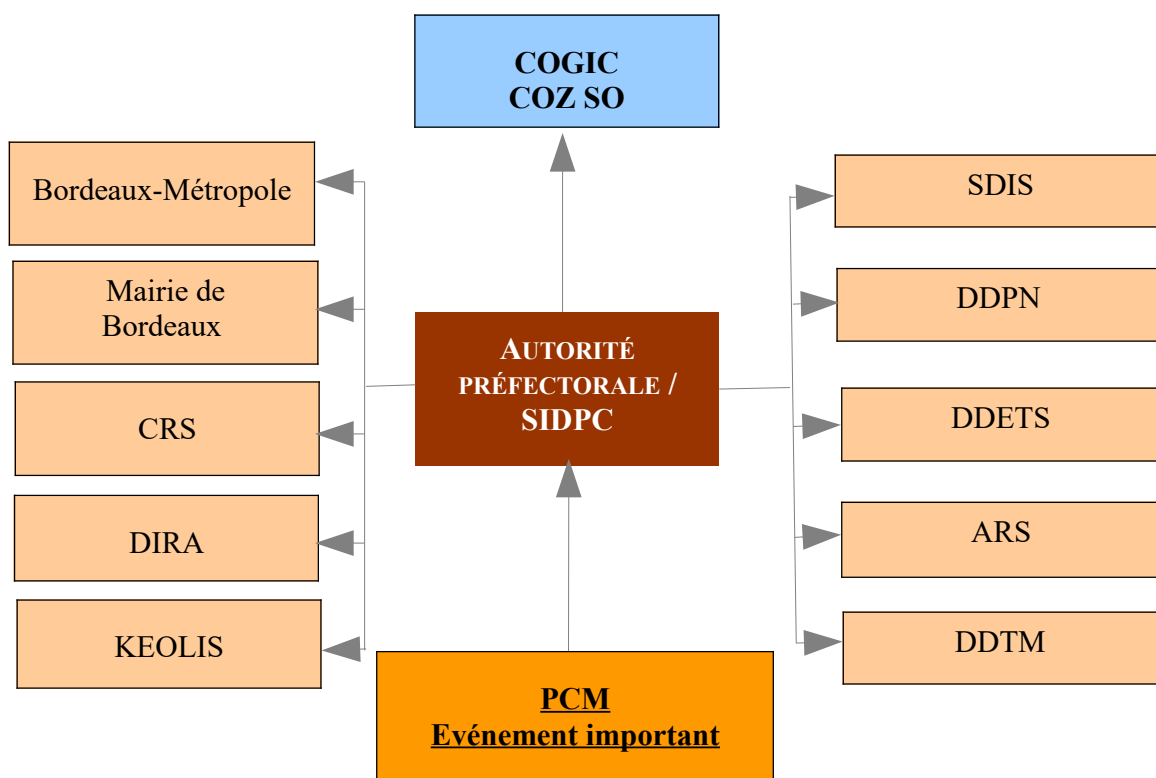 COGIC
COZ SO
Bordeaux-Métropole
Mairie de
Bordeaux
CRS
DIRA
KEOLIS
AUTORITÉ
PRÉFECTORALE /
SIDPC
SDIS
DDPN
DDETS
ARS
DDTM
PCM
Evénement important